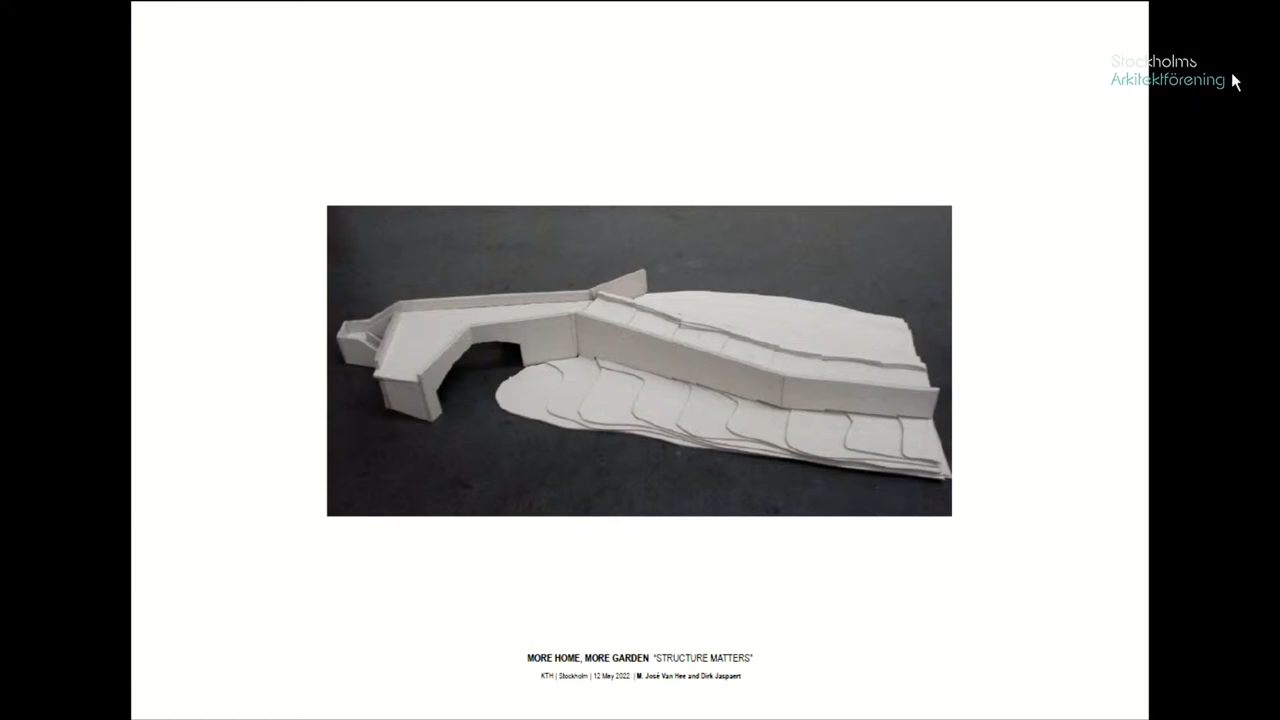 Stockholms
Arkitektförening
MORE HOME, MORE GARDEN "STRUCTURE MATTERS"
KTH | Stockholm | 12 May 2022 | M. José Van Hee and Dirk Jaspaert